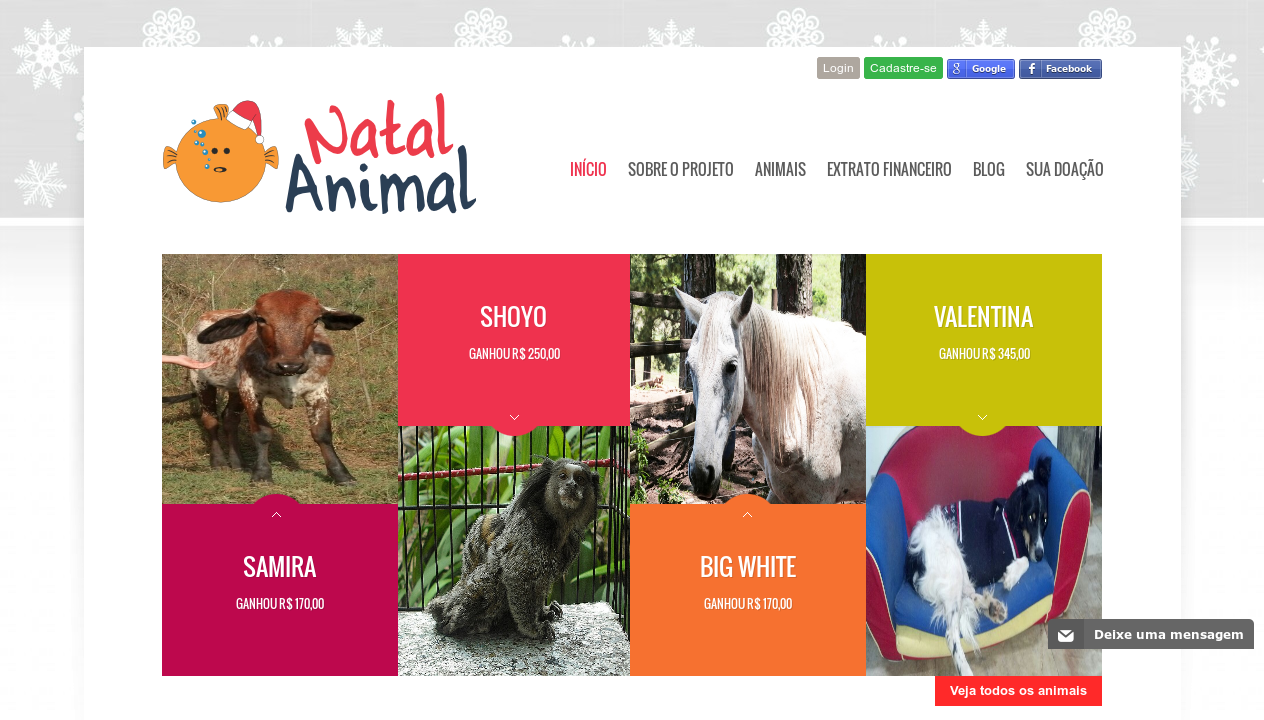 Login
Cadastre-se
Google
Facebook
Natal
Animal
INÍCIO
SOBRE O PROJETO
ANIMAIS
EXTRATO FINANCEIRO
BLOG
SUA DOAÇÃO
SHOYO
GANHOU R$ 250,00
VALENTINA
GANHOU R$ 345,00
SAMIRA
GANHOU R$ 170,00
BIG WHITE
GANHOU R$ 170,00
Deixe uma mensagem
Veja todos os animais